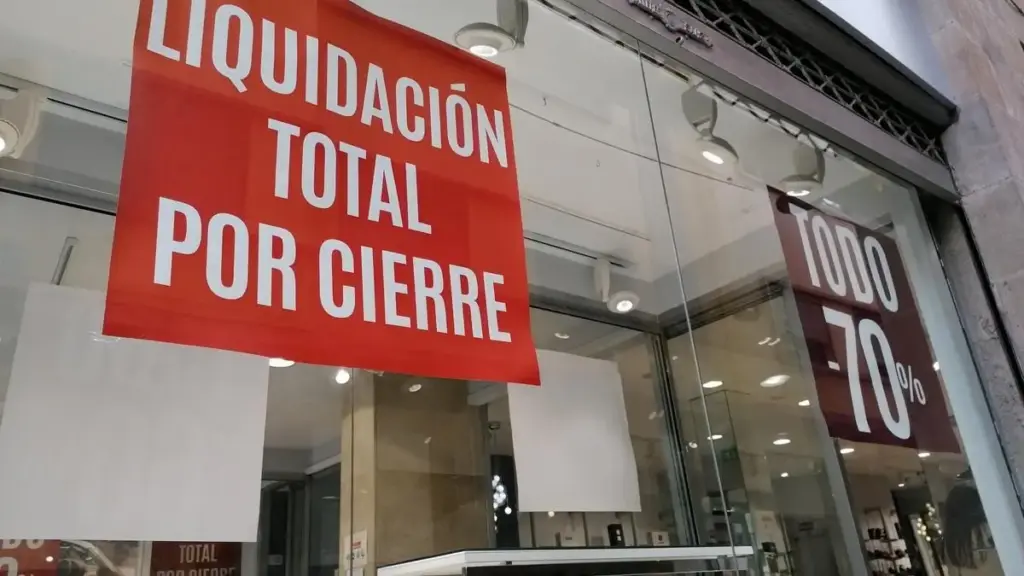 LIQUIDACIÓN
TOTAL
POR CIERRE
TODO
-70%
TOTAL
POR CIERRE